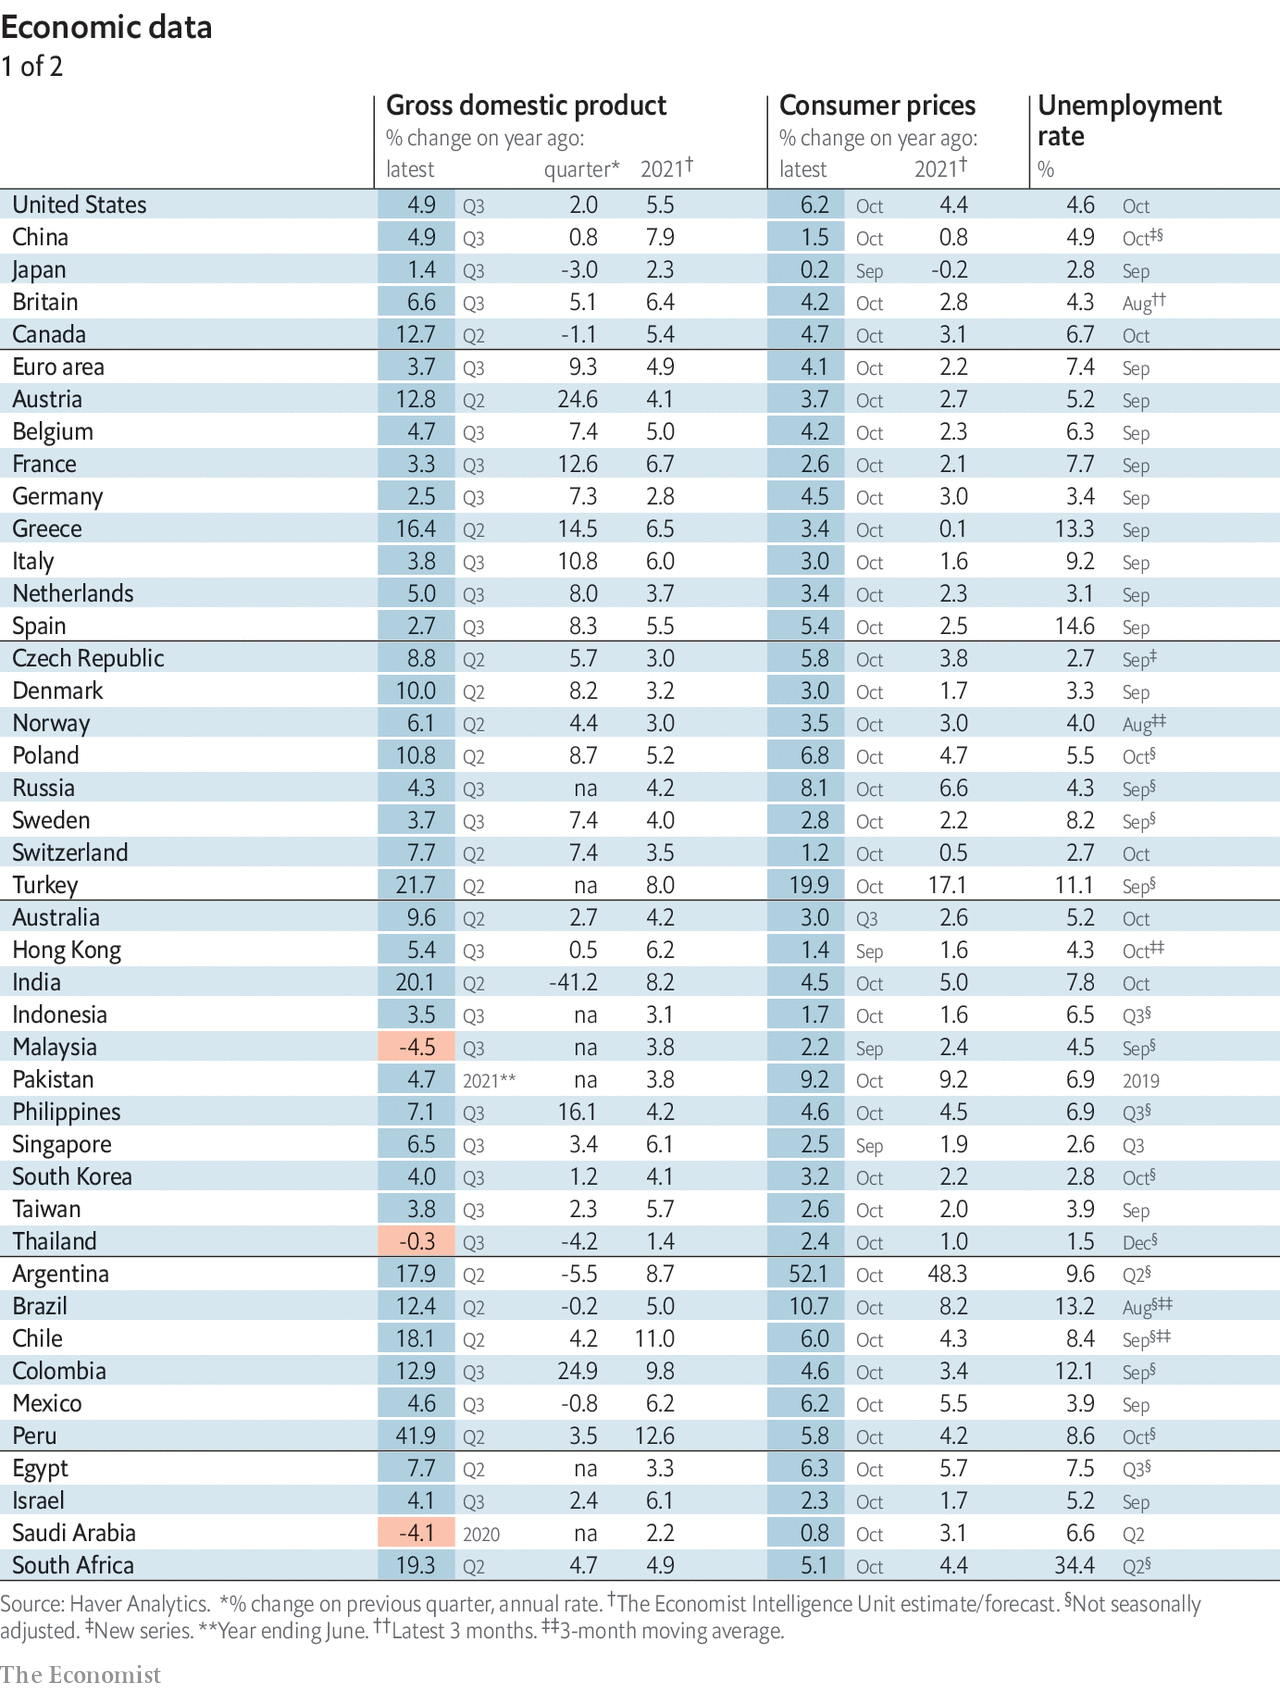 Economic data
1 of 2
Gross domestic product Consumer prices Unemployment
% change on year ago: % change on year ago: rate
latest quarter* 2021† latest 2021† %
United States 4.9 Q3 2.0 5.5 6.2 Oct 4.4 4.6 Oct
China 4.9 Q3 0.8 7.9 1.5 Oct 0.8 4.9 Oct‡§
Japan 1.4 Q3 -3.0 2.3 0.2 Sep -0.2 2.8 Sep
Britain 6.6 Q3 5.1 6.4 4.2 Oct 2.8 4.3 Aug††
Canada 12.7 Q2 -1.1 5.4 4.7 Oct 3.1 6.7 Oct
Euro area 3.7 Q3 9.3 4.9 4.1 Oct 2.2 7.4 Sep
Austria 12.8 Q2 24.6 4.1 3.7 Oct 2.7 5.2 Sep
Belgium 4.7 Q3 7.4 5.0 4.2 Oct 2.3 6.3 Sep
France 3.3 Q3 12.6 6.7 2.6 Oct 2.1 7.7 Sep
Germany 2.5 Q3 7.3 2.8 4.5 Oct 3.0 3.4 Sep
Greece 16.4 Q2 14.5 6.5 3.4 Oct 0.1 13.3 Sep
Italy 3.8 Q3 10.8 6.0 3.0 Oct 1.6 9.2 Sep
Netherlands 5.0 Q3 8.0 3.7 3.4 Oct 2.3 3.1 Sep
Spain 2.7 Q3 8.3 5.5 5.4 Oct 2.5 14.6 Sep
Czech Republic 8.8 Q2 5.7 3.0 5.8 Oct 3.8 2.7 Sep‡
Denmark 10.0 Q2 8.2 3.2 3.0 Oct 1.7 3.3 Sep
Norway 6.1 Q2 4.4 3.0 3.5 Oct 3.0 4.0 Aug‡‡
Poland 10.8 Q2 8.7 5.2 6.8 Oct 4.7 5.5 Oct§
Russia 4.3 Q3 na 4.2 8.1 Oct 6.6 4.3 Sep§
Sweden 3.7 Q3 7.4 4.0 2.8 Oct 2.2 8.2 Sep§
Switzerland 7.7 Q2 7.4 3.5 1.2 Oct 0.5 2.7 Oct
Turkey 21.7 Q2 na 8.0 19.9 Oct 17.1 11.1 Sep§
Australia 9.6 Q2 2.7 4.2 3.0 Q3 2.6 5.2 Oct
Hong Kong 5.4 Q3 0.5 6.2 1.4 Sep 1.6 4.3 Oct‡‡
India 20.1 Q2 -41.2 8.2 4.5 Oct 5.0 7.8 Oct
Indonesia 3.5 Q3 na 3.1 1.7 Oct 1.6 6.5 Q3§
Malaysia -4.5 Q3 na 3.8 2.2 Sep 2.4 4.5 Sep§
Pakistan 4.7 2021** na 3.8 9.2 Oct 9.2 6.9 2019
Philippines 7.1 Q3 16.1 4.2 4.6 Oct 4.5 6.9 Q3§
Singapore 6.5 Q3 3.4 6.1 2.5 Sep 1.9 2.6 Q3
South Korea 4.0 Q3 1.2 4.1 3.2 Oct 2.2 2.8 Oct§
Taiwan 3.8 Q3 2.3 5.7 2.6 Oct 2.0 3.9 Sep
Thailand -0.3 Q3 -4.2 1.4 2.4 Oct 1.0 1.5 Dec§
Argentina 17.9 Q2 -5.5 8.7 52.1 Oct 48.3 9.6 Q2§
Brazil 12.4 Q2 -0.2 5.0 10.7 Oct 8.2 13.2 Aug§‡‡
Chile 18.1 Q2 4.2 11.0 6.0 Oct 4.3 8.4 Sep§‡‡
Colombia 12.9 Q3 24.9 9.8 4.6 Oct 3.4 12.1 Sep§
Mexico 4.6 Q3 -0.8 6.2 6.2 Oct 5.5 3.9 Sep
Peru 41.9 Q2 3.5 12.6 5.8 Oct 4.2 8.6 Oct§
Egypt 7.7 Q2 na 3.3 6.3 Oct 5.7 7.5 Q3§
Israel 4.1 Q3 2.4 6.1 2.3 Oct 1.7 5.2 Sep
Saudi Arabia -4.1 2020 na 2.2 0.8 Oct 3.1 6.6 Q2
South Africa 19.3 Q2 4.7 4.9 5.1 Oct 4.4 34.4 Q2§
Source: Haver Analytics. *% change on previous quarter, annual rate. †The Economist Intelligence Unit estimate/forecast. §Not seasonally
adjusted. ‡New series. **Year ending June. ††Latest 3 months. ‡‡3-month moving average.
The Economist